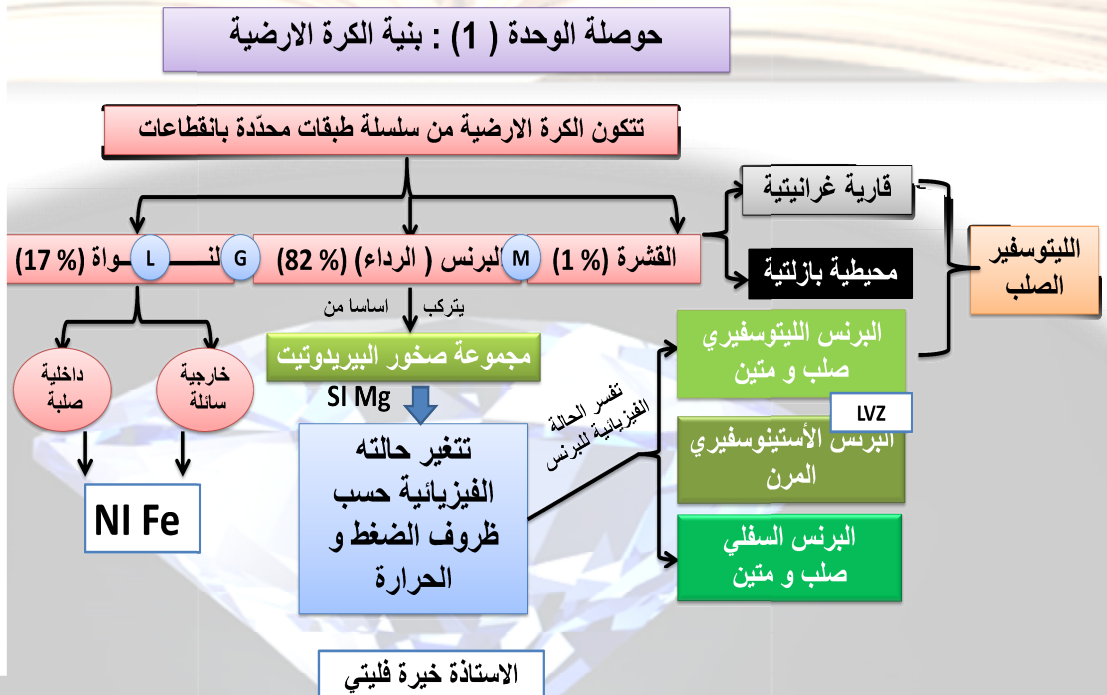 حوصلة الوحدة ( 1) : بنية الكرة الارضية
تتكون الكرة الارضية من سلسلة طبقات محدّدة بانقطاعات
قارية غرانيتية
الليتوسفير
الصلب
القشرة (% 1)
M
البرنس ( الرداء) (% 82)
G
النـــــ
L
ـــواة (% 17)
محيطية بازلتية
يتركب
اساسا من
البرنس الليتوسفيري
صلب و متين
مجموعة صخور البيريدوتيت
خارجية
سائلة
داخلية
صلبة
SI Mg
تفسر الحالة
الفيزيائية للبرنس
LVZ
البرنس الأستينوسفيري
المرن
تتغير حالته
الفيزيائية حسب
ظروف الضغط و
الحرارة
NI Fe
البرنس السفلي
صلب و متين
الاستاذة خيرة فليتي